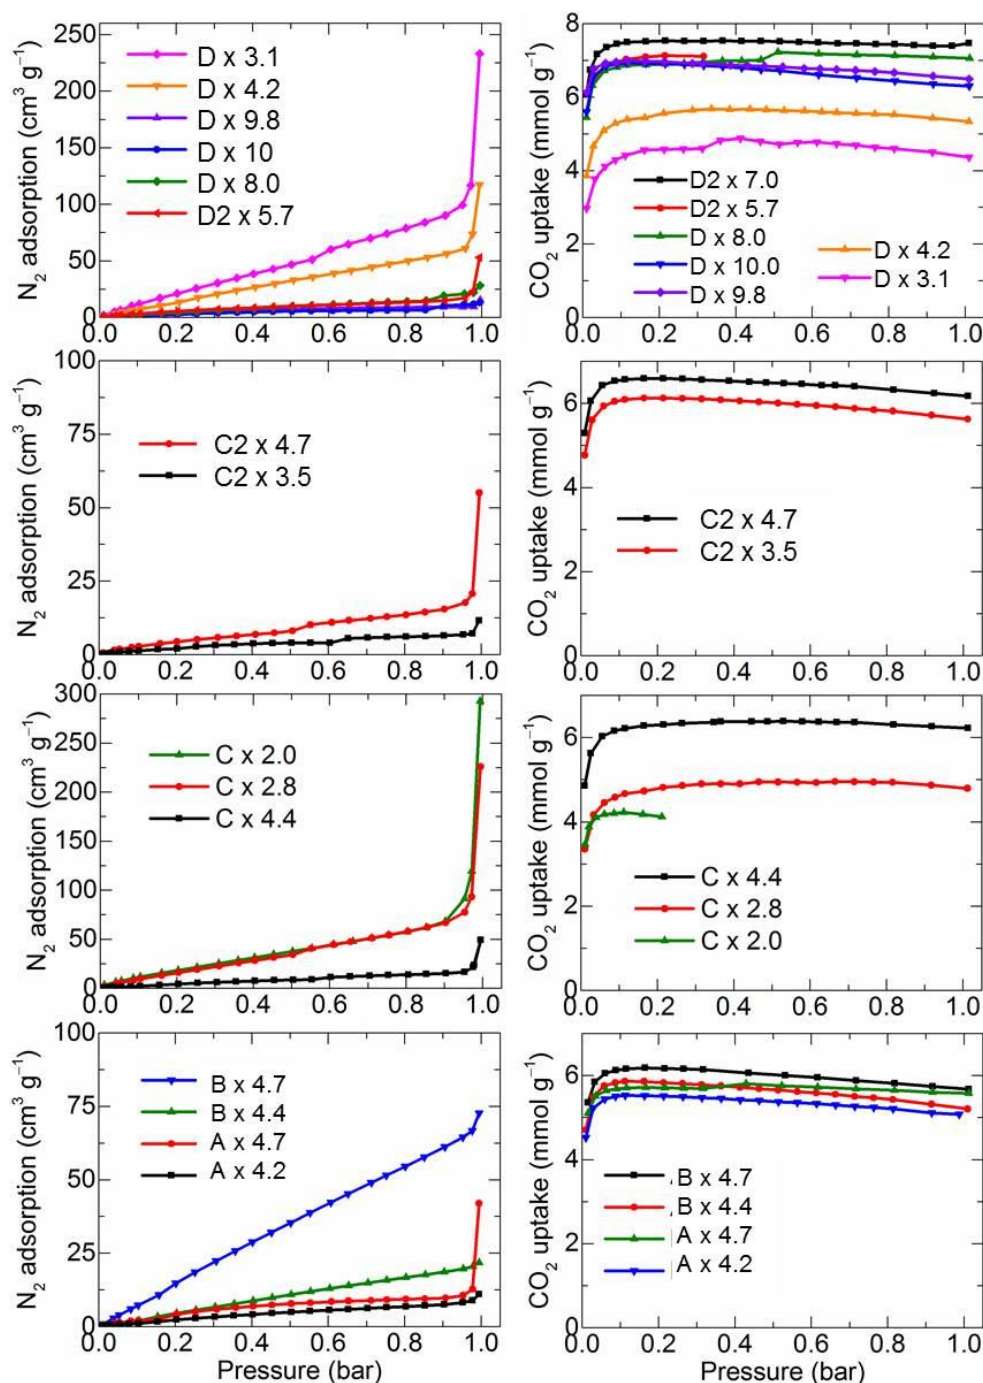 N₂ adsorption (cm³ g⁻¹)
250
200
150
100
50
0
D x 3.1
D x 4.2
D x 9.8
D x 10
D x 8.0
D2 x 5.7
0.0 0.2 0.4 0.6 0.8 1.0
CO₂ uptake (mmol g⁻¹)
8
6
4
2
0
D2 x 7.0
D2 x 5.7
D x 8.0
D x 10.0
D x 9.8
D x 4.2
D x 3.1
0.0 0.2 0.4 0.6 0.8 1.0
N₂ adsorption (cm³ g⁻¹)
100
75
50
25
0
C2 x 4.7
C2 x 3.5
0.0 0.2 0.4 0.6 0.8 1.0
CO₂ uptake (mmol g⁻¹)
6
4
2
0
C2 x 4.7
C2 x 3.5
0.0 0.2 0.4 0.6 0.8 1.0
N₂ adsorption (cm³ g⁻¹)
300
250
200
150
100
50
0
C x 2.0
C x 2.8
C x 4.4
0.0 0.2 0.4 0.6 0.8 1.0
CO₂ uptake (mmol g⁻¹)
6
4
2
0
C x 4.4
C x 2.8
C x 2.0
0.0 0.2 0.4 0.6 0.8 1.0
N₂ adsorption (cm³ g⁻¹)
100
75
50
25
0
B x 4.7
B x 4.4
A x 4.7
A x 4.2
0.0 0.2 0.4 0.6 0.8 1.0
Pressure (bar)
CO₂ uptake (mmol g⁻¹)
6
4
2
0
B x 4.7
B x 4.4
A x 4.7
A x 4.2
0.0 0.2 0.4 0.6 0.8 1.0
Pressure (bar)